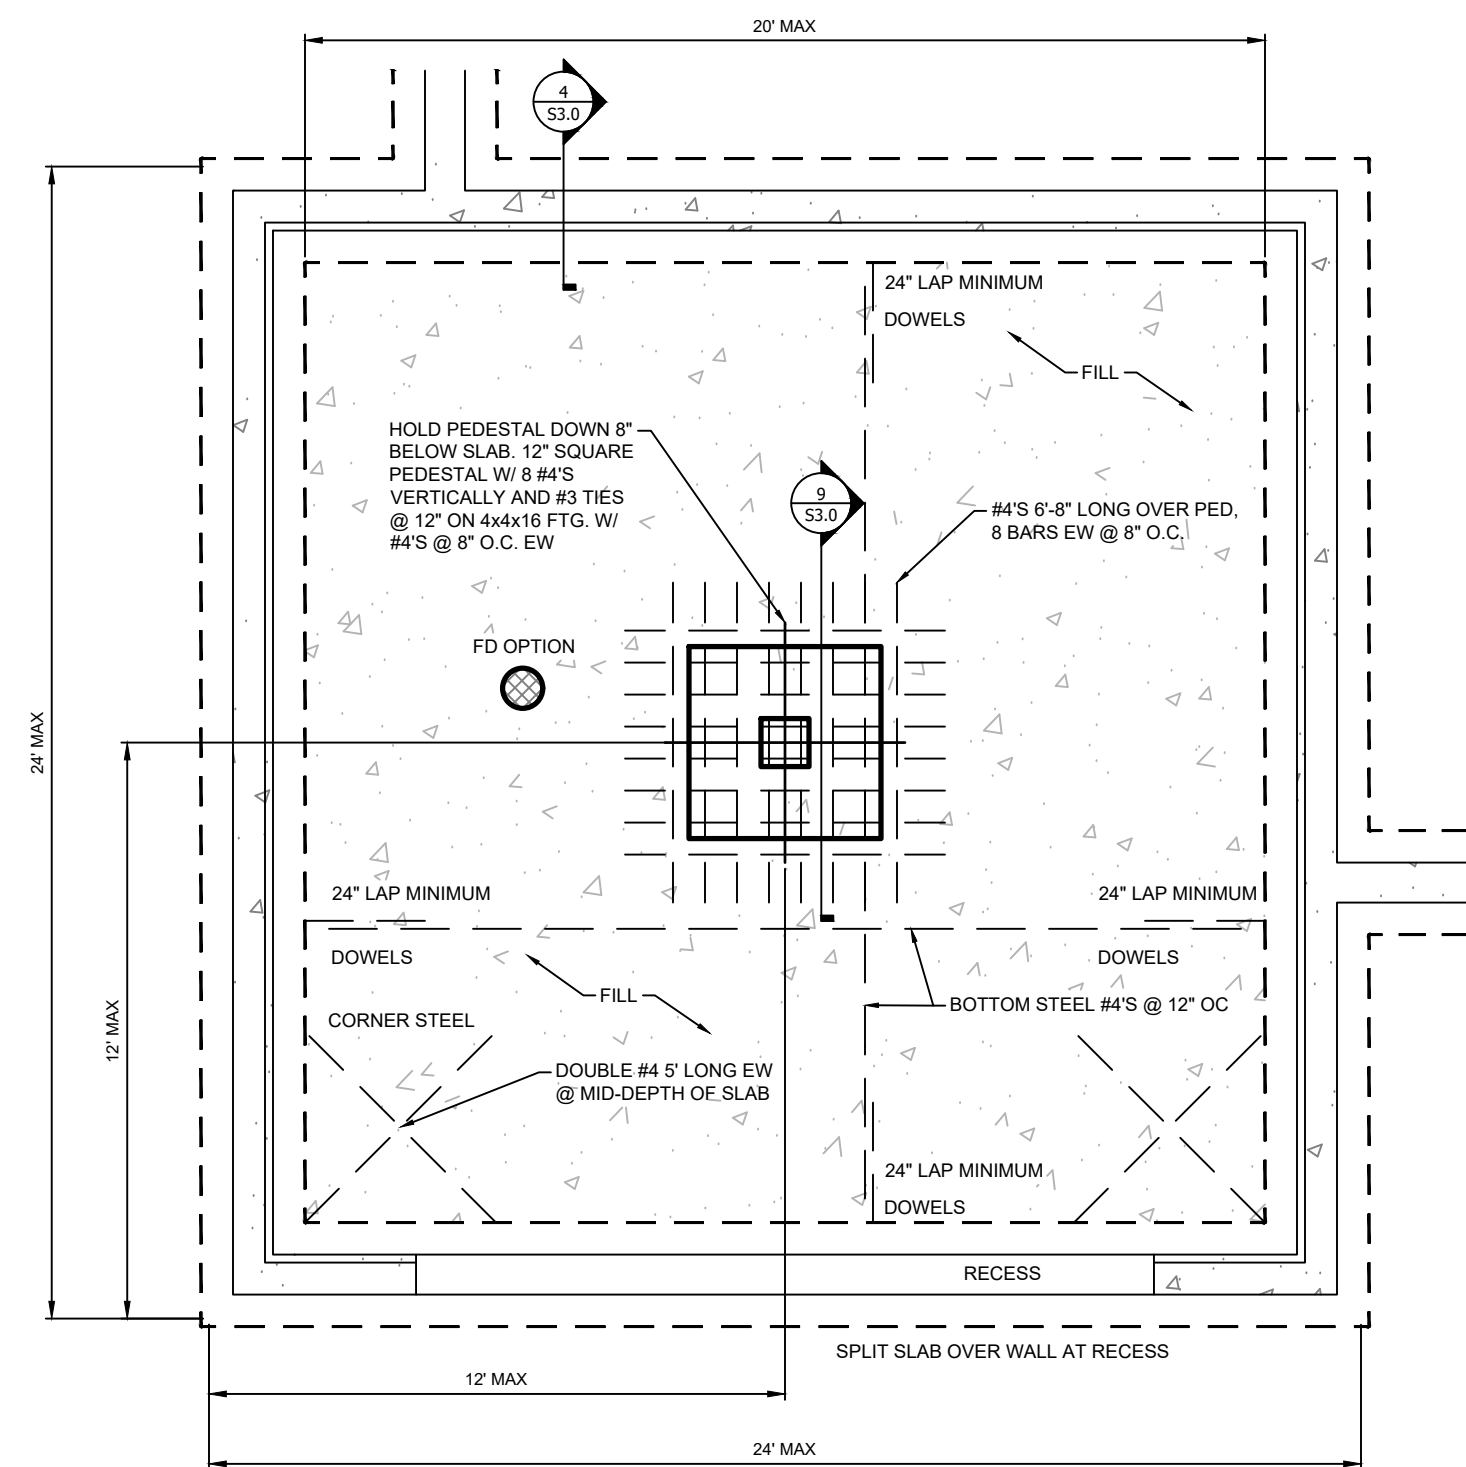 20' MAX
4
S3.0
24" LAP MINIMUM
DOWELS
FILL
HOLD PEDESTAL DOWN 8"
BELOW SLAB. 12" SQUARE
PEDESTAL W/ 8 #4'S
VERTICALLY AND #3 TIES
@ 12" ON 4x4x16 FTG. W/
#4'S @ 8" O.C. EW
9
S3.0
#4'S 6'-8" LONG OVER PED,
8 BARS EW @ 8" O.C.
FD OPTION
24' MAX
24" LAP MINIMUM
24" LAP MINIMUM
DOWELS
DOWELS
FILL
BOTTOM STEEL #4'S @ 12" OC
CORNER STEEL
12' MAX
DOUBLE #4 5' LONG EW
@ MID-DEPTH OF SLAB
24" LAP MINIMUM
DOWELS
RECESS
SPLIT SLAB OVER WALL AT RECESS
12' MAX
24' MAX